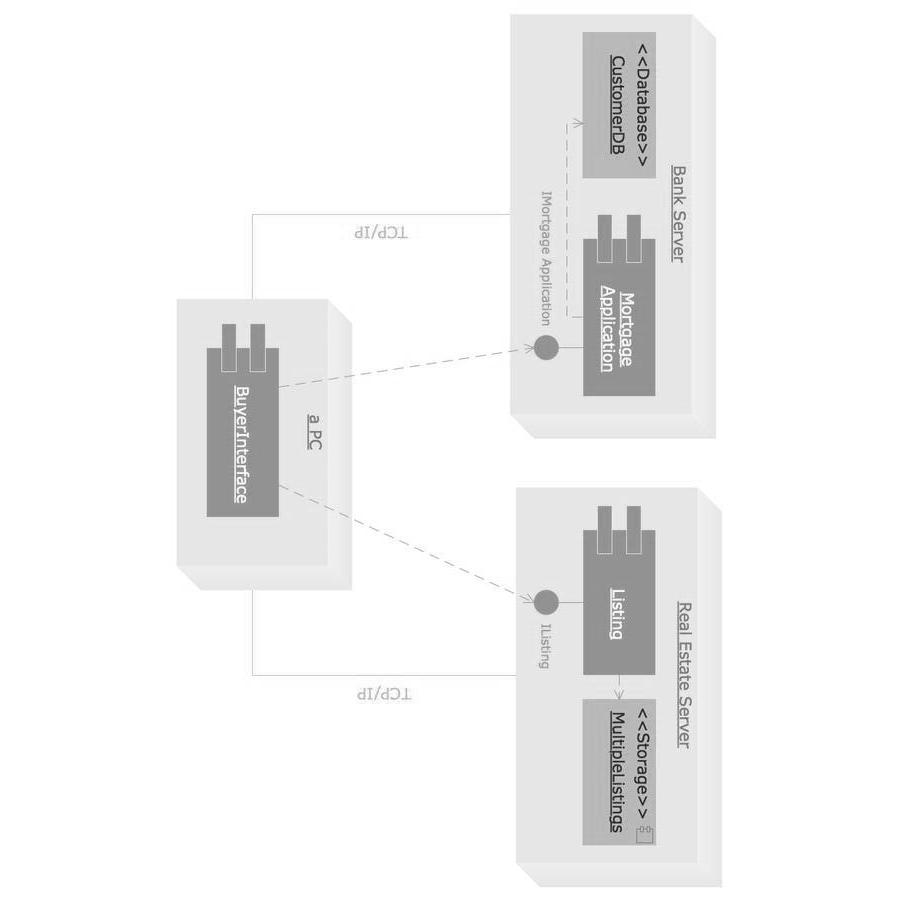 Bank Server
<<Database>>
CustomerDB
Mortgage
Application
IMortgage Application
TCP/IP
a PC
BuyerInterface
Real Estate Server
Listing
IListing
<<Storage>>
MultipleListings
TCP/IP